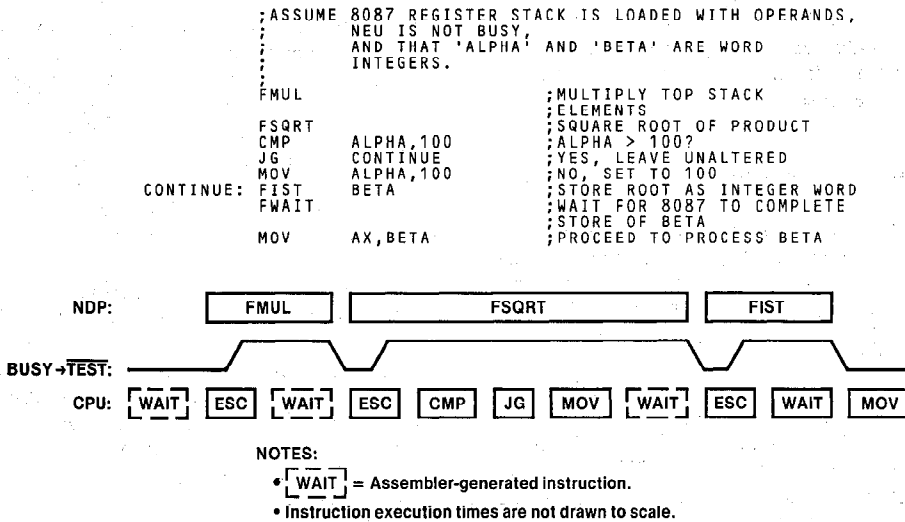 ;ASSUME 8087 REGISTER STACK IS LOADED WITH OPERANDS,
; NEU IS NOT BUSY,
; AND THAT 'ALPHA' AND 'BETA' ARE WORD
; INTEGERS.
;
FMUL ;MULTIPLY TOP STACK
;ELEMENTS
FSQRT ;SQUARE ROOT OF PRODUCT
CMP ALPHA,100 ;ALPHA > 100?
JG CONTINUE ;YES, LEAVE UNALTERED
MOV ALPHA,100 ;NO, SET TO 100
CONTINUE: FIST BETA ;STORE ROOT AS INTEGER WORD
FWAIT ;WAIT FOR 8087 TO COMPLETE
;STORE OF BETA
MOV AX,BETA ;PROCEED TO PROCESS BETA
NDP: FMUL FSQRT FIST
BUSY→TEST:
CPU: WAIT ESC WAIT ESC CMP JG MOV WAIT ESC WAIT MOV
NOTES:
• WAIT = Assembler-generated instruction.
• Instruction execution times are not drawn to scale.